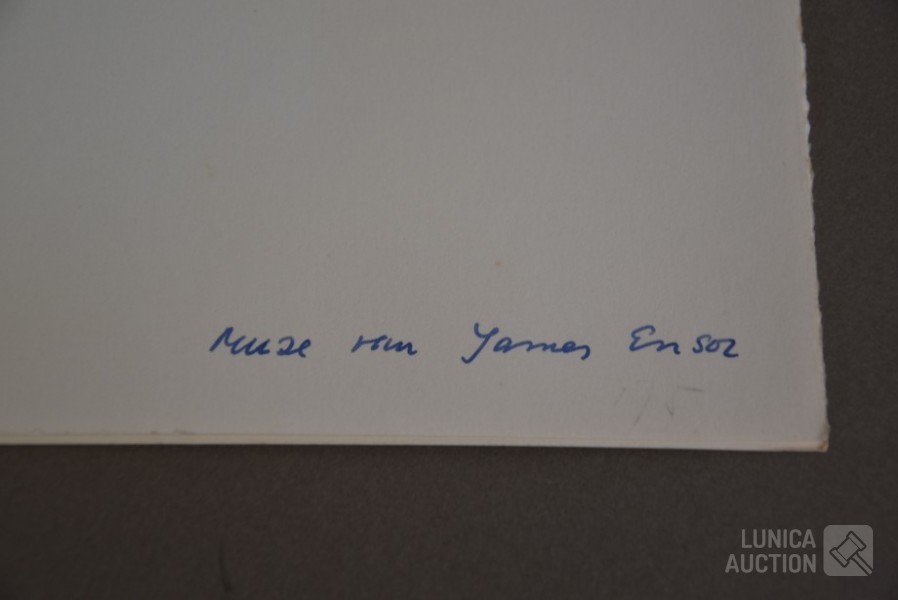 Muze van James Ensor
LUNICA
AUCTION